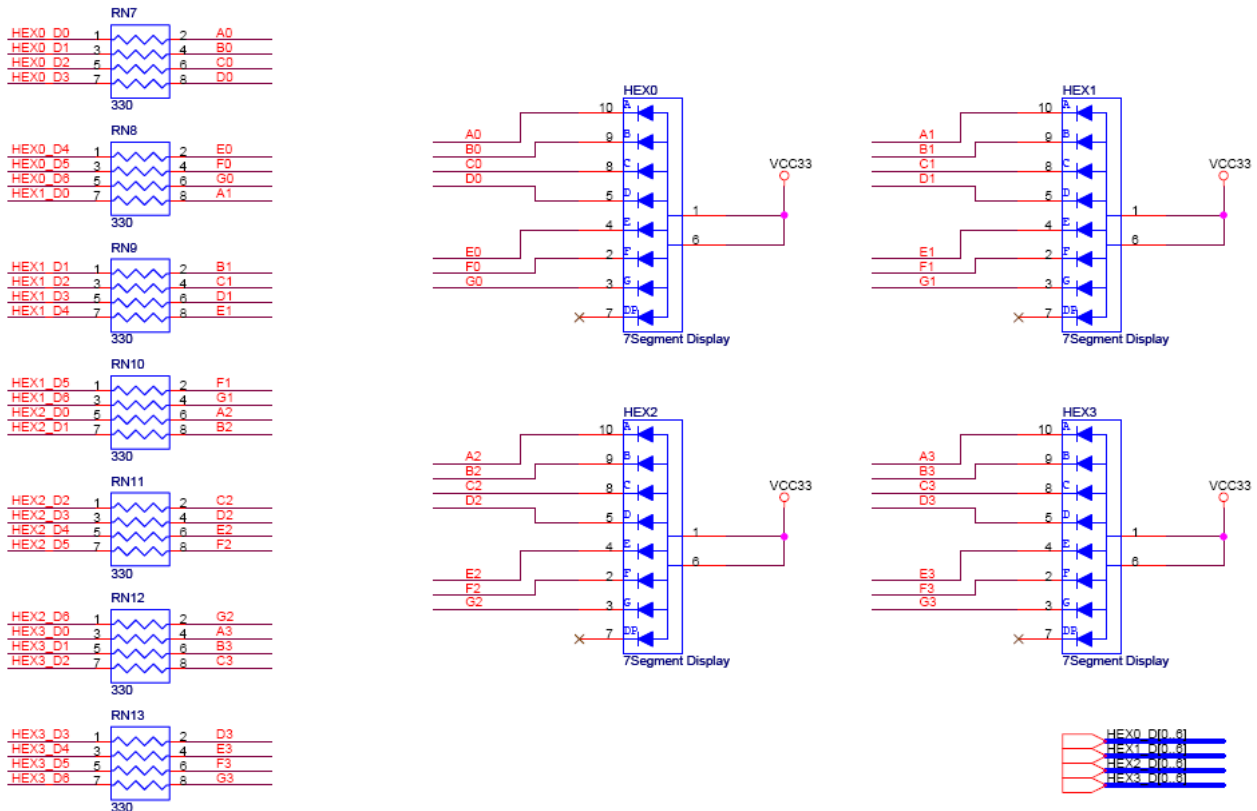 RN7
HEX0_D0 1 2 A0
HEX0_D1 3 4 B0
HEX0_D2 5 6 C0
HEX0_D3 7 8 D0
330
RN8
HEX0_D4 1 2 E0
HEX0_D5 3 4 F0
HEX0_D6 5 6 G0
HEX1_D0 7 8 A1
330
RN9
HEX1_D1 1 2 B1
HEX1_D2 3 4 C1
HEX1_D3 5 6 D1
HEX1_D4 7 8 E1
330
RN10
HEX1_D5 1 2 F1
HEX1_D6 3 4 G1
HEX2_D0 5 6 A2
HEX2_D1 7 8 B2
330
RN11
HEX2_D2 1 2 C2
HEX2_D3 3 4 D2
HEX2_D4 5 6 E2
HEX2_D5 7 8 F2
330
RN12
HEX2_D6 1 2 G2
HEX3_D0 3 4 A3
HEX3_D1 5 6 B3
HEX3_D2 7 8 C3
330
RN13
HEX3_D3 1 2 D3
HEX3_D4 3 4 E3
HEX3_D5 5 6 F3
HEX3_D6 7 8 G3
330
HEX0
10 A
A0
9 B
B0
C0 8 C
D0
5 D
VCC33
1
4 E
6
E0
2 F
F0
G0 3 G
7 DP
7Segment Display
HEX1
10 A
A1
9 B
B1
C1 8 C
D1
5 D
VCC33
1
4 E
6
E1
2 F
F1
G1 3 G
7 DP
7Segment Display
HEX2
10 A
A2
9 B
B2
C2 8 C
D2
5 D
VCC33
1
4 E
6
E2
2 F
F2
G2 3 G
7 DP
7Segment Display
HEX3
10 A
A3
9 B
B3
C3 8 C
D3
5 D
VCC33
1
4 E
6
E3
2 F
F3
G3 3 G
7 DP
7Segment Display
HEX0_D[0..6]
HEX1_D[0..6]
HEX2_D[0..6]
HEX3_D[0..6]